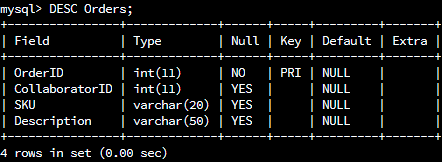 mysql> DESC Orders;
+----------------+-------------+------+-----+---------+-------+
| Field          | Type        | Null | Key | Default | Extra |
+----------------+-------------+------+-----+---------+-------+
| OrderID        | int(11)     | NO   | PRI | NULL    |       |
| CollaboratorID | int(11)     | YES  |     | NULL    |       |
| SKU            | varchar(20) | YES  |     | NULL    |       |
| Description    | varchar(50) | YES  |     | NULL    |       |
+----------------+-------------+------+-----+---------+-------+
4 rows in set (0.00 sec)